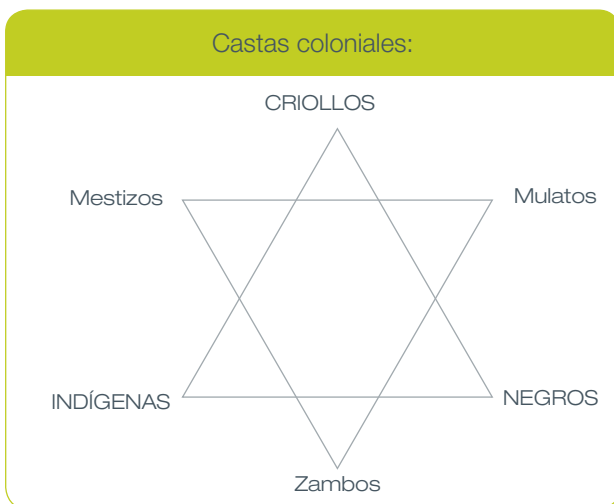 Castas coloniales:
CRIOLLOS
Mestizos
Mulatos
INDÍGENAS
NEGROS
Zambos